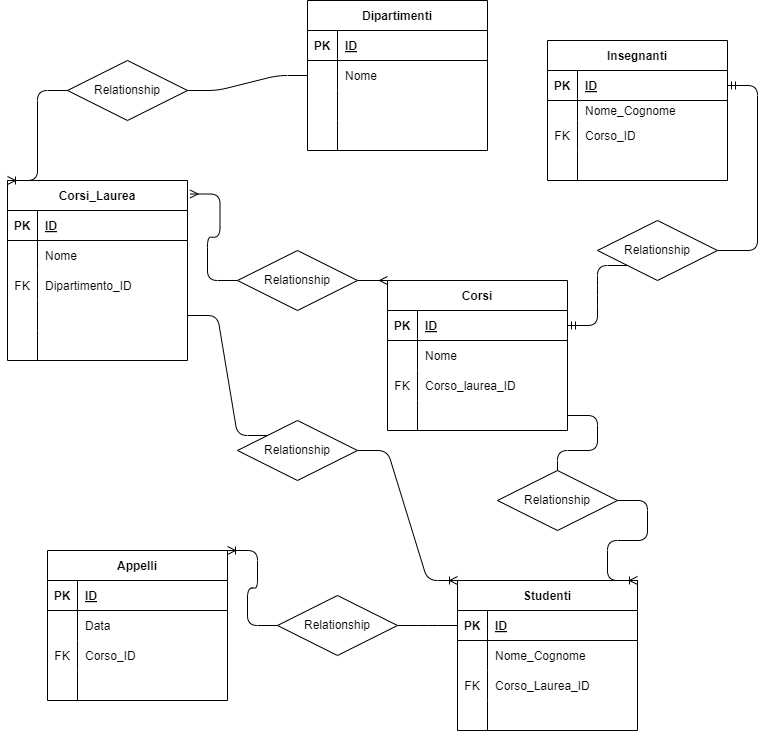 Dipartimenti
PK ID
Nome
Insegnanti
PK ID
Nome_Cognome
FK Corso_ID
Relationship
Corsi_Laurea
PK ID
Nome
FK Dipartimento_ID
Relationship
Relationship
Corsi
PK ID
Nome
FK Corso_laurea_ID
Relationship
Relationship
Appelli
PK ID
Data
FK Corso_ID
Relationship
Studenti
PK ID
Nome_Cognome
FK Corso_Laurea_ID